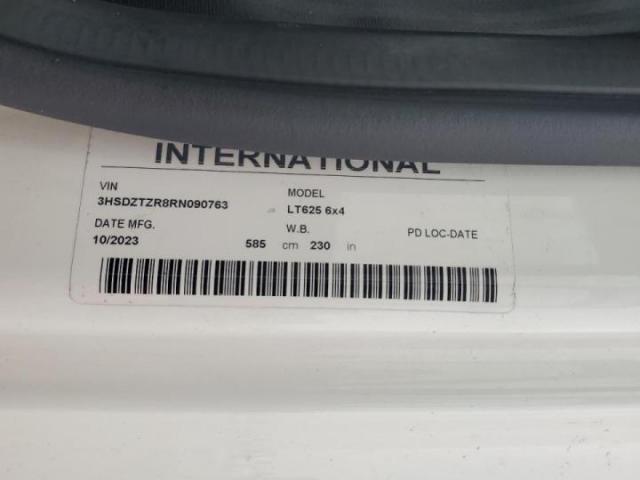 INTERNATIONAL
VIN
3HSDZTZR8RN090763
MODEL
LT625 6x4
DATE MFG.
10/2023
W.B.
585 cm 230 in
PD LOC-DATE